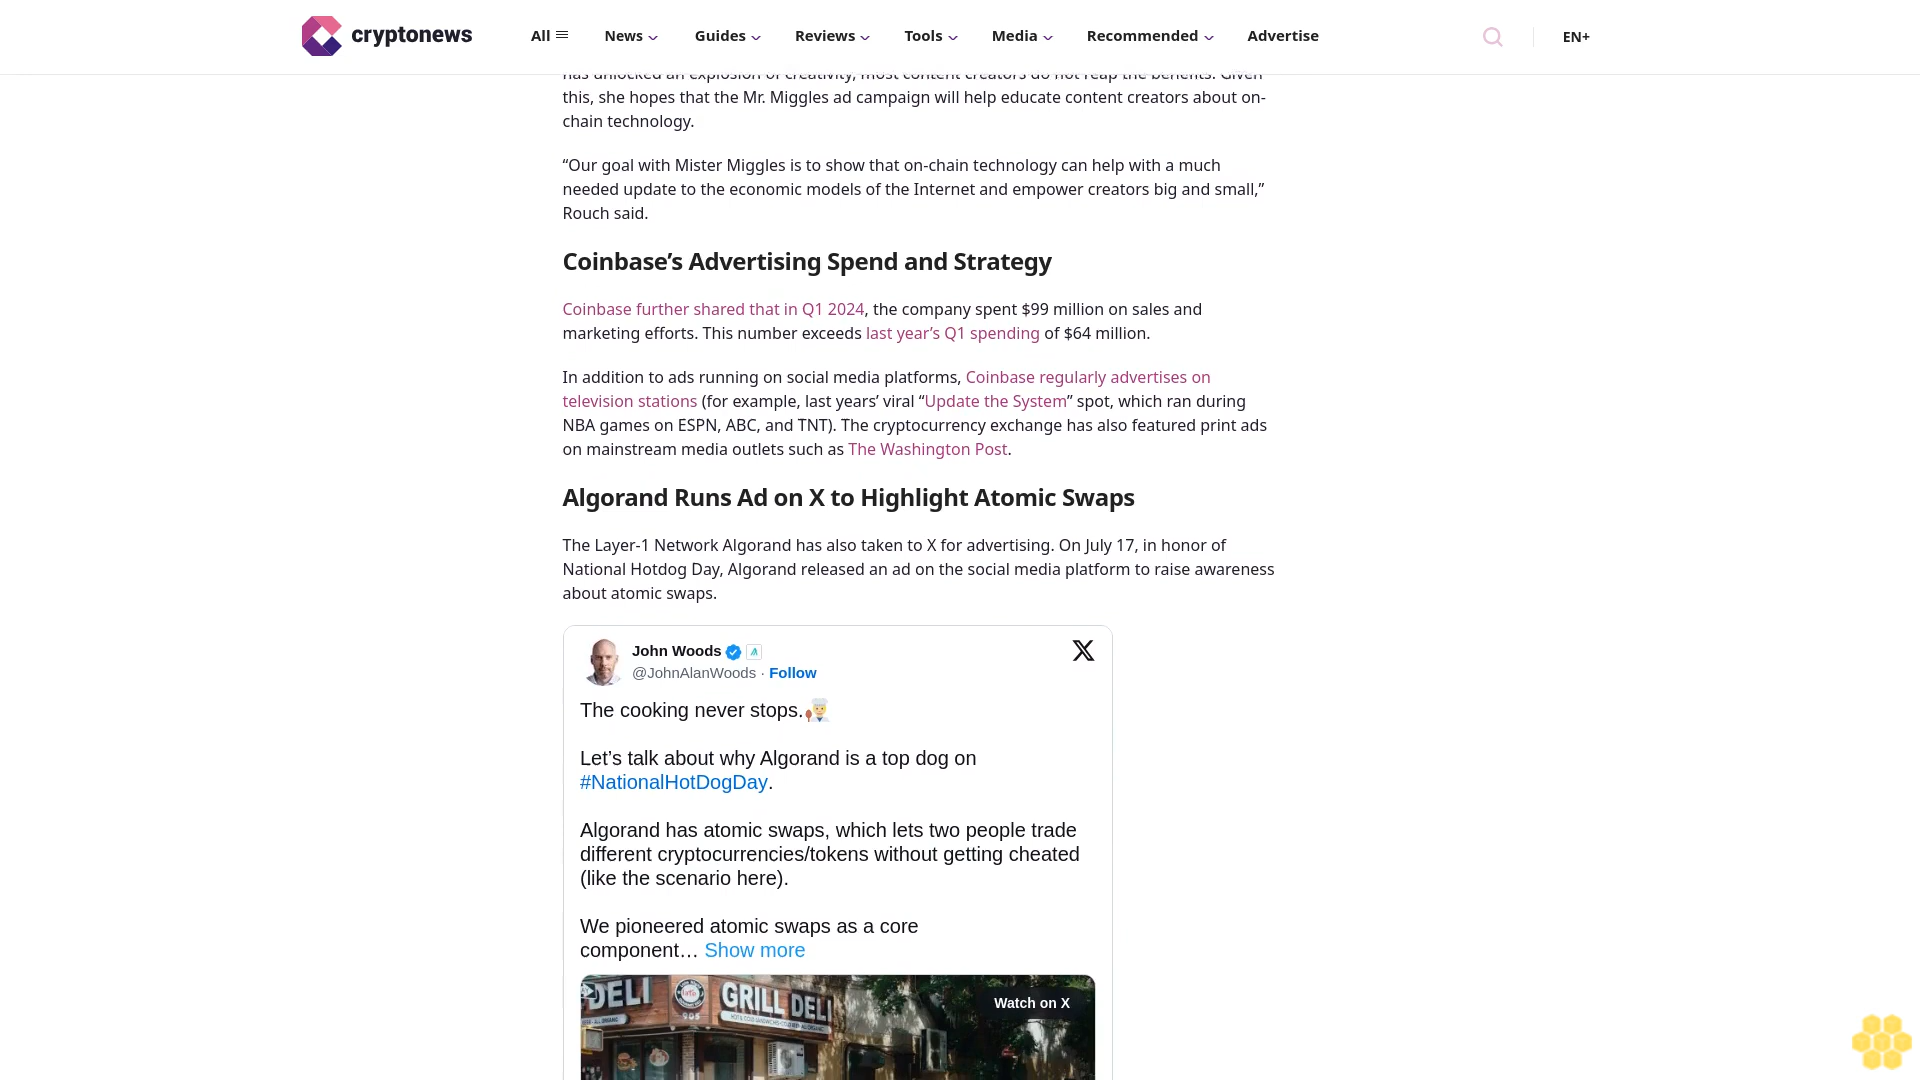 cryptonews
All
News
Guides
Reviews
Tools
Media
Recommended
Advertise
EN+
has unlocked an explosion of creativity, most content creators do not reap the benefits. Given
this, she hopes that the Mr. Miggles ad campaign will help educate content creators about on-
chain technology.
“Our goal with Mister Miggles is to show that on-chain technology can help with a much
needed update to the economic models of the Internet and empower creators big and small,”
Rouch said.
Coinbase’s Advertising Spend and Strategy
Coinbase further shared that in Q1 2024, the company spent $99 million on sales and
marketing efforts. This number exceeds last year’s Q1 spending of $64 million.
In addition to ads running on social media platforms, Coinbase regularly advertises on
television stations (for example, last years’ viral “Update the System” spot, which ran during
NBA games on ESPN, ABC, and TNT). The cryptocurrency exchange has also featured print ads
on mainstream media outlets such as The Washington Post.
Algorand Runs Ad on X to Highlight Atomic Swaps
The Layer-1 Network Algorand has also taken to X for advertising. On July 17, in honor of
National Hotdog Day, Algorand released an ad on the social media platform to raise awareness
about atomic swaps.
John Woods
@JohnAlanWoods · Follow
The cooking never stops.👨🏼‍🍳
Let’s talk about why Algorand is a top dog on
#NationalHotDogDay.
Algorand has atomic swaps, which lets two people trade
different cryptocurrencies/tokens without getting cheated
(like the scenario here).
We pioneered atomic swaps as a core
component… Show more
Watch on X
DELI
GRILL DELI
905